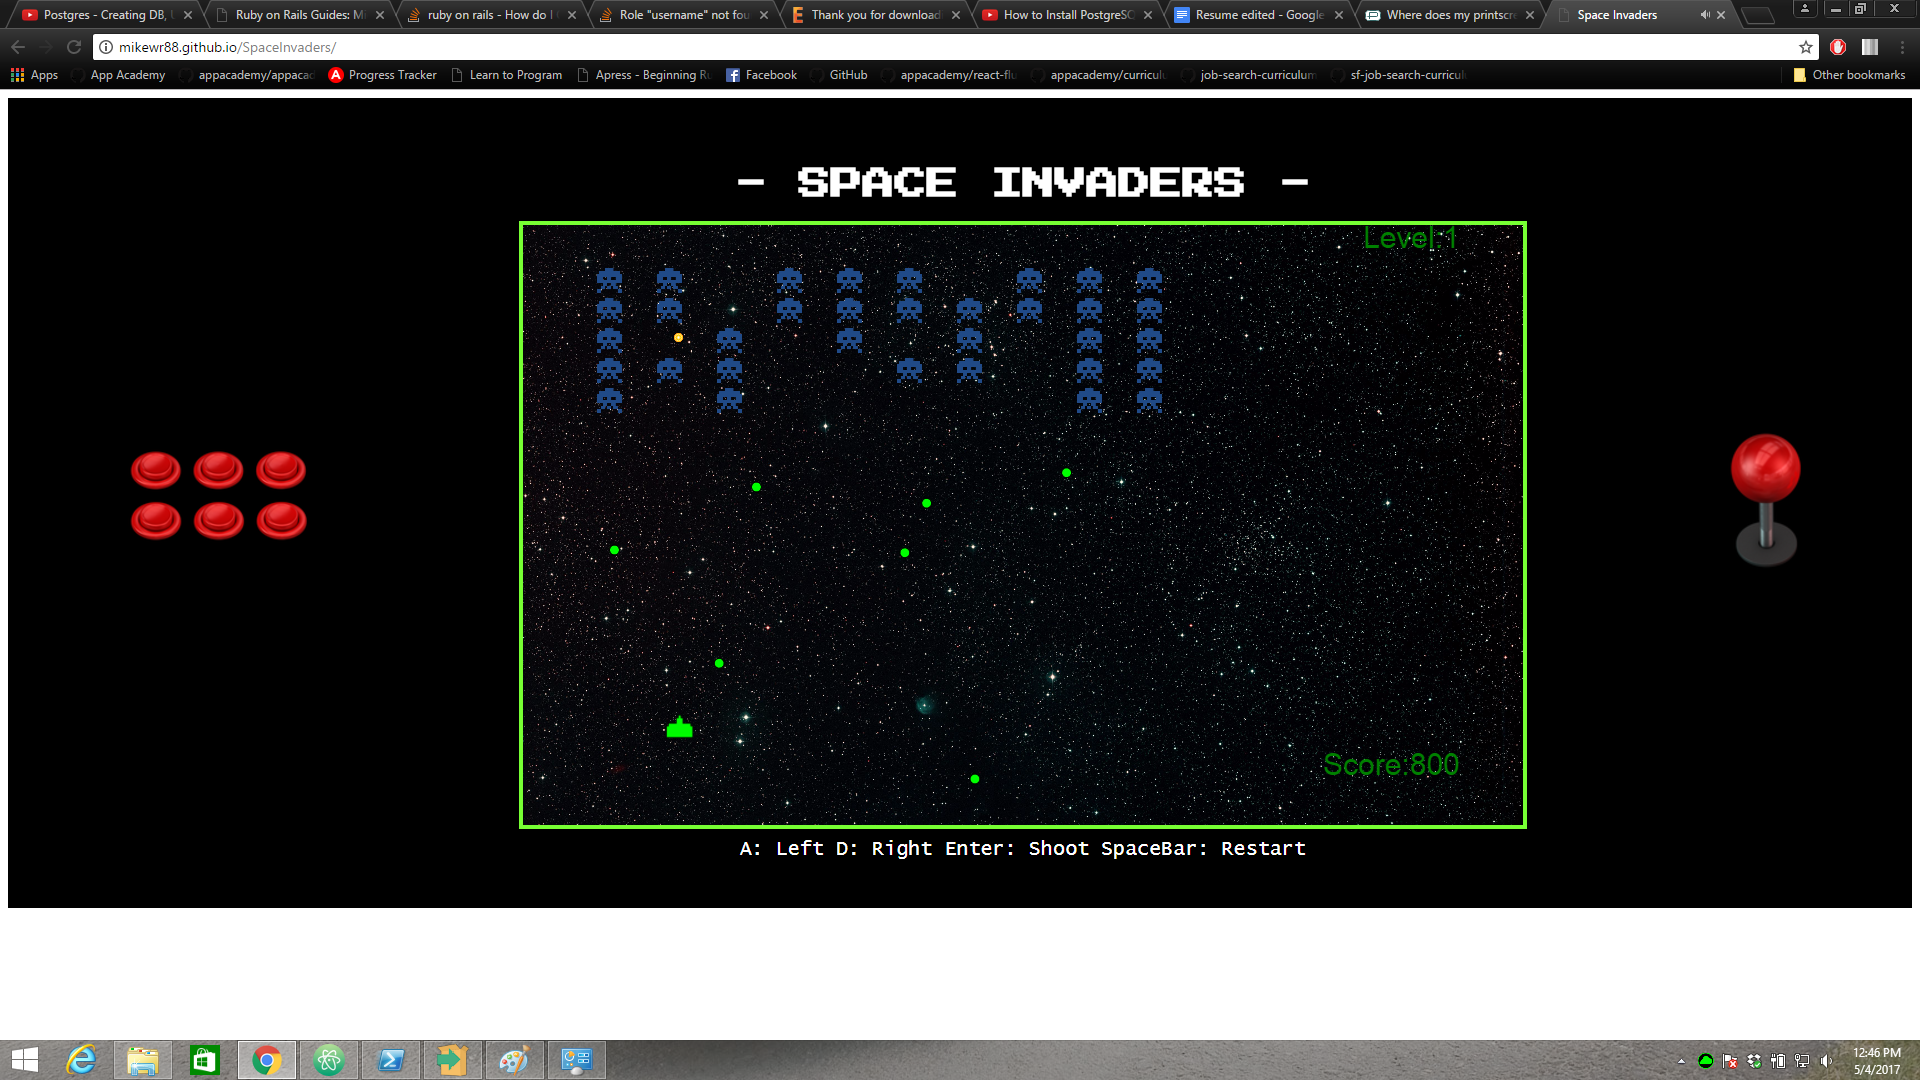 Postgres - Creating DB, U
Ruby on Rails Guides: Mi
ruby on rails - How do I
Role "username" not fou
Thank you for download
How to Install PostgreSQ
Resume edited - Google
Where does my printscre
Space Invaders
mikewr88.github.io/SpaceInvaders/
Apps
App Academy
appacademy/appacad
Progress Tracker
Learn to Program
Apress - Beginning Ru
Facebook
GitHub
appacademy/react-flu
appacademy/curriculu
job-search-curriculum
sf-job-search-curricul
Other bookmarks
- SPACE INVADERS -
Level:1
Score:800
A: Left D: Right Enter: Shoot SpaceBar: Restart
12:46 PM
5/4/2017